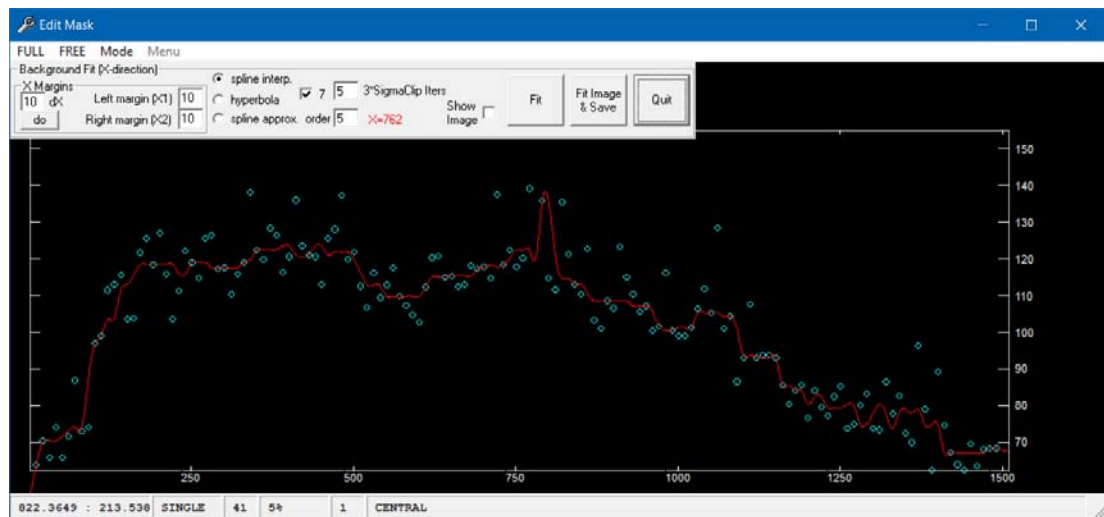 Edit Mask
FULL FREE Mode Menu
Background Fit (X-direction)
X Margins
10 dX
do
Left margin (X1) 10
Right margin (X2) 10
spline interp.
hyperbola
spline approx. order 5
7 5 3*SigmaClip Iters
X=762
Show Image
Fit
Fit Image & Save
Quit
150
140
130
120
110
100
90
80
70
250 500 750 1000 1250 1500
822.3649 : 213.538 SINGLE 41 5% 1 CENTRAL